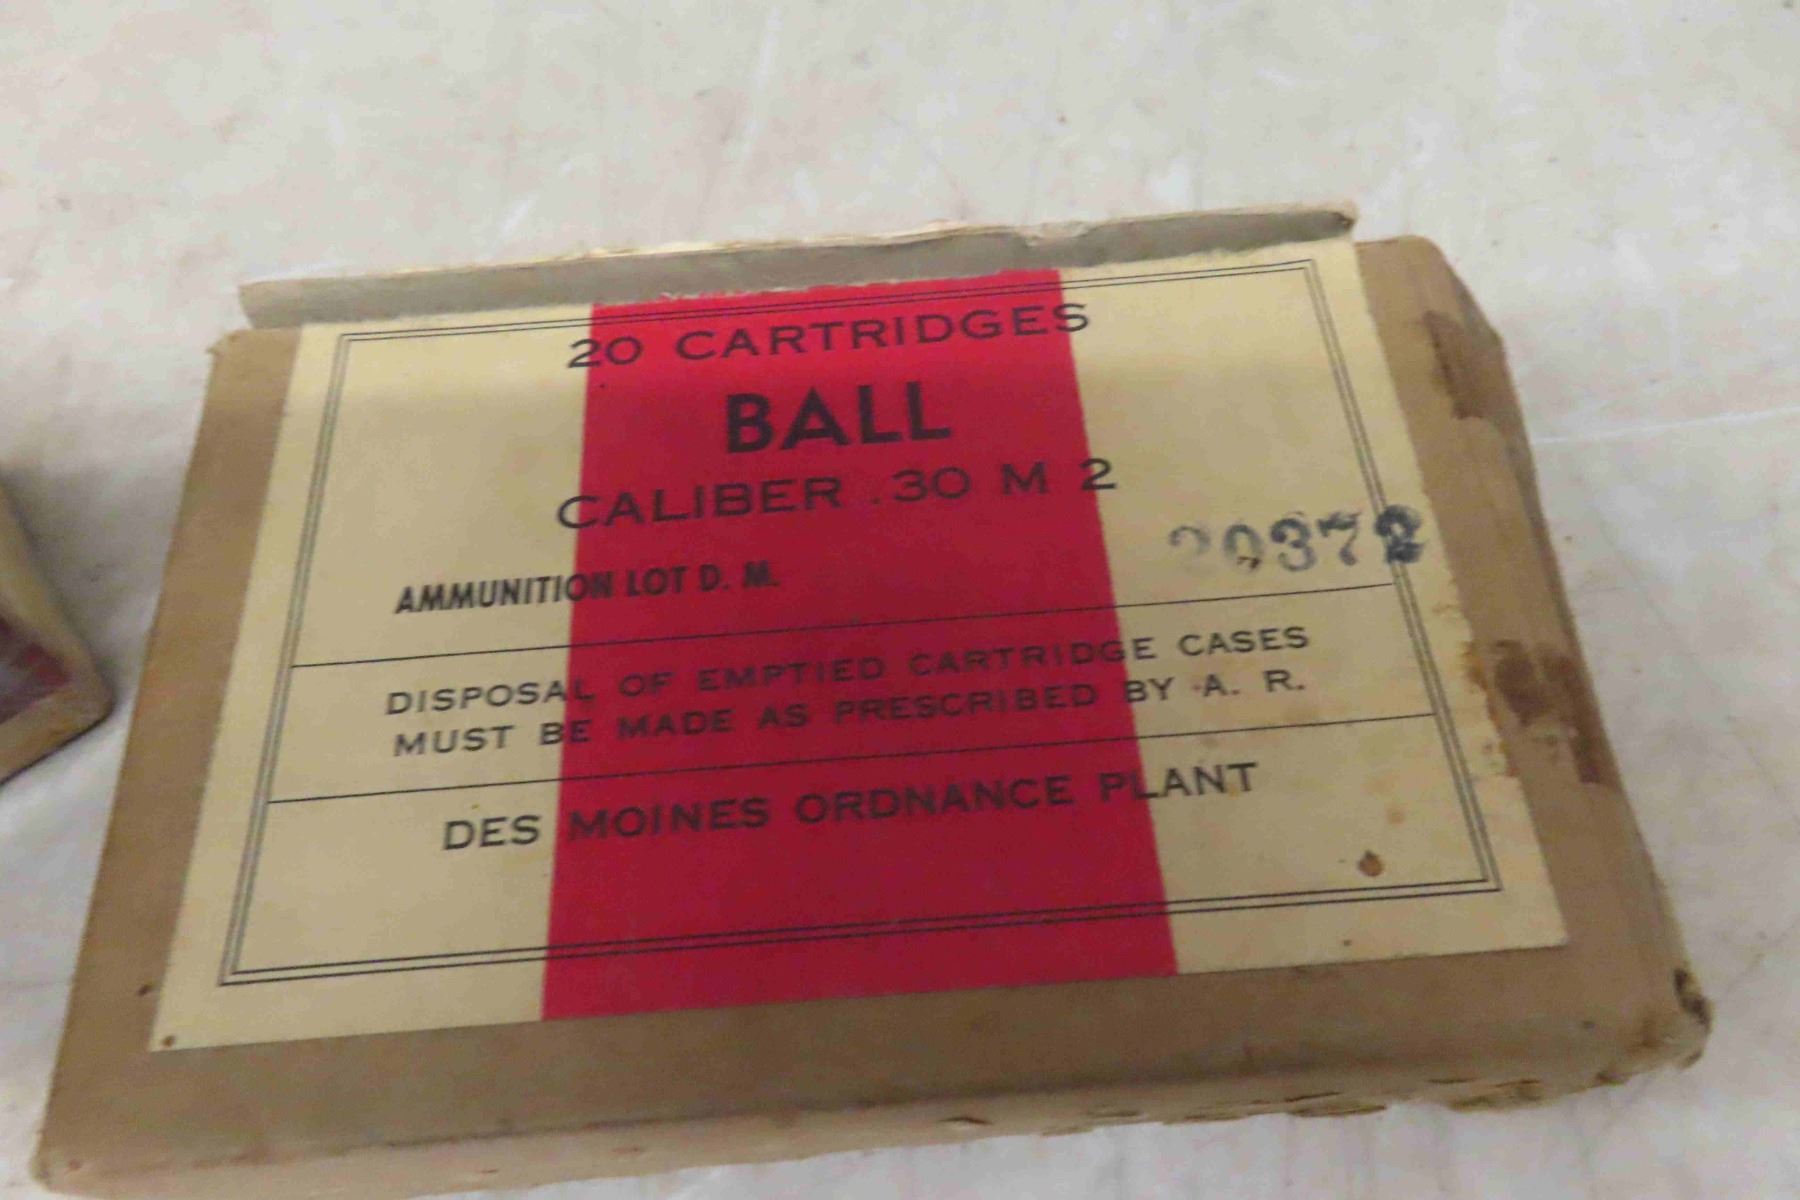 20 CARTRIDGES
BALL
CALIBER .30 M 2
AMMUNITION LOT D. M. 20372
DISPOSAL OF EMPTIED CARTRIDGE CASES
MUST BE MADE AS PRESCRIBED BY A. R.
DES MOINES ORDNANCE PLANT